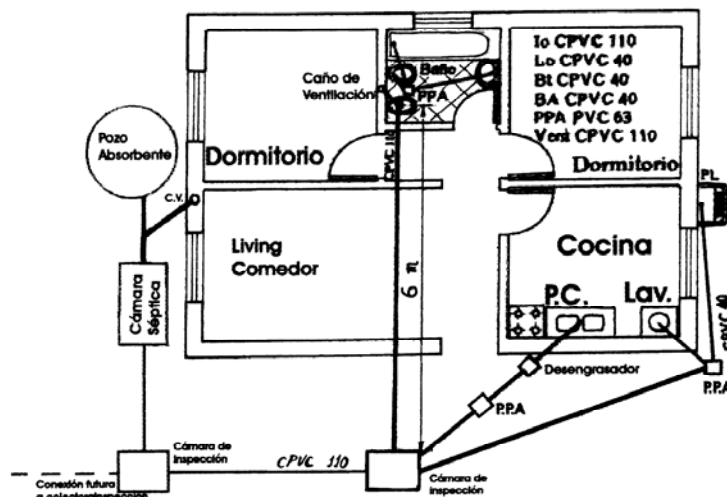 Io CPVC 110
Lo CPVC 40
Bt CPVC 40
BA CPVC 40
PPA PVC 63
Vent CPVC 110
Baño
PPA
Caño de
Ventilación
Pozo
Absorbente
Dormitorio
CPVC 110
Dormitorio
PL
C.V.
Living
Comedor
6 m
Cocina
P.C.
Lav.
Cámara
Séptica
CPVC 40
Desengrasador
P.P.A
P.P.A
Cámara de
Inspección
CPVC 110
Cámara de
Inspección
Conexión futura